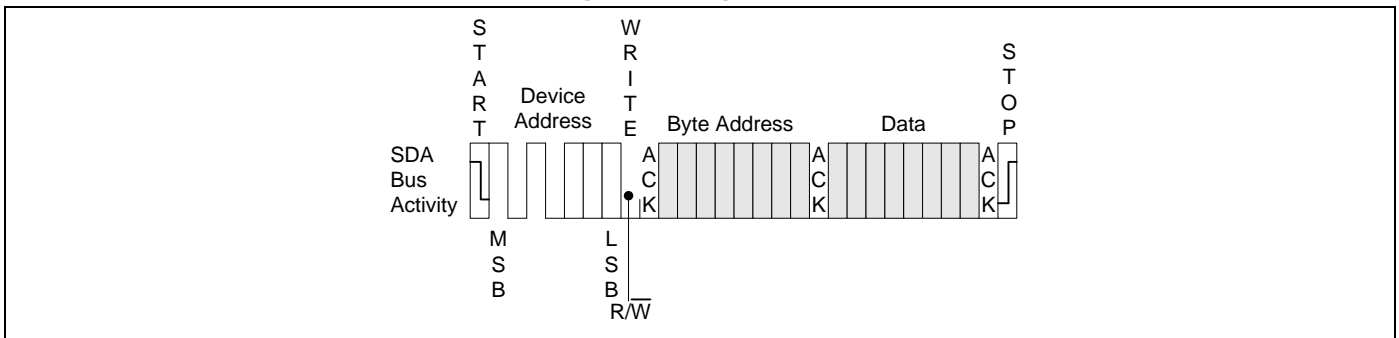 START
WRITE
STOP
Device
Address
Byte Address
Data
SDA
Bus
Activity
ACK
ACK
ACK
MSB
LSB
R/W̅